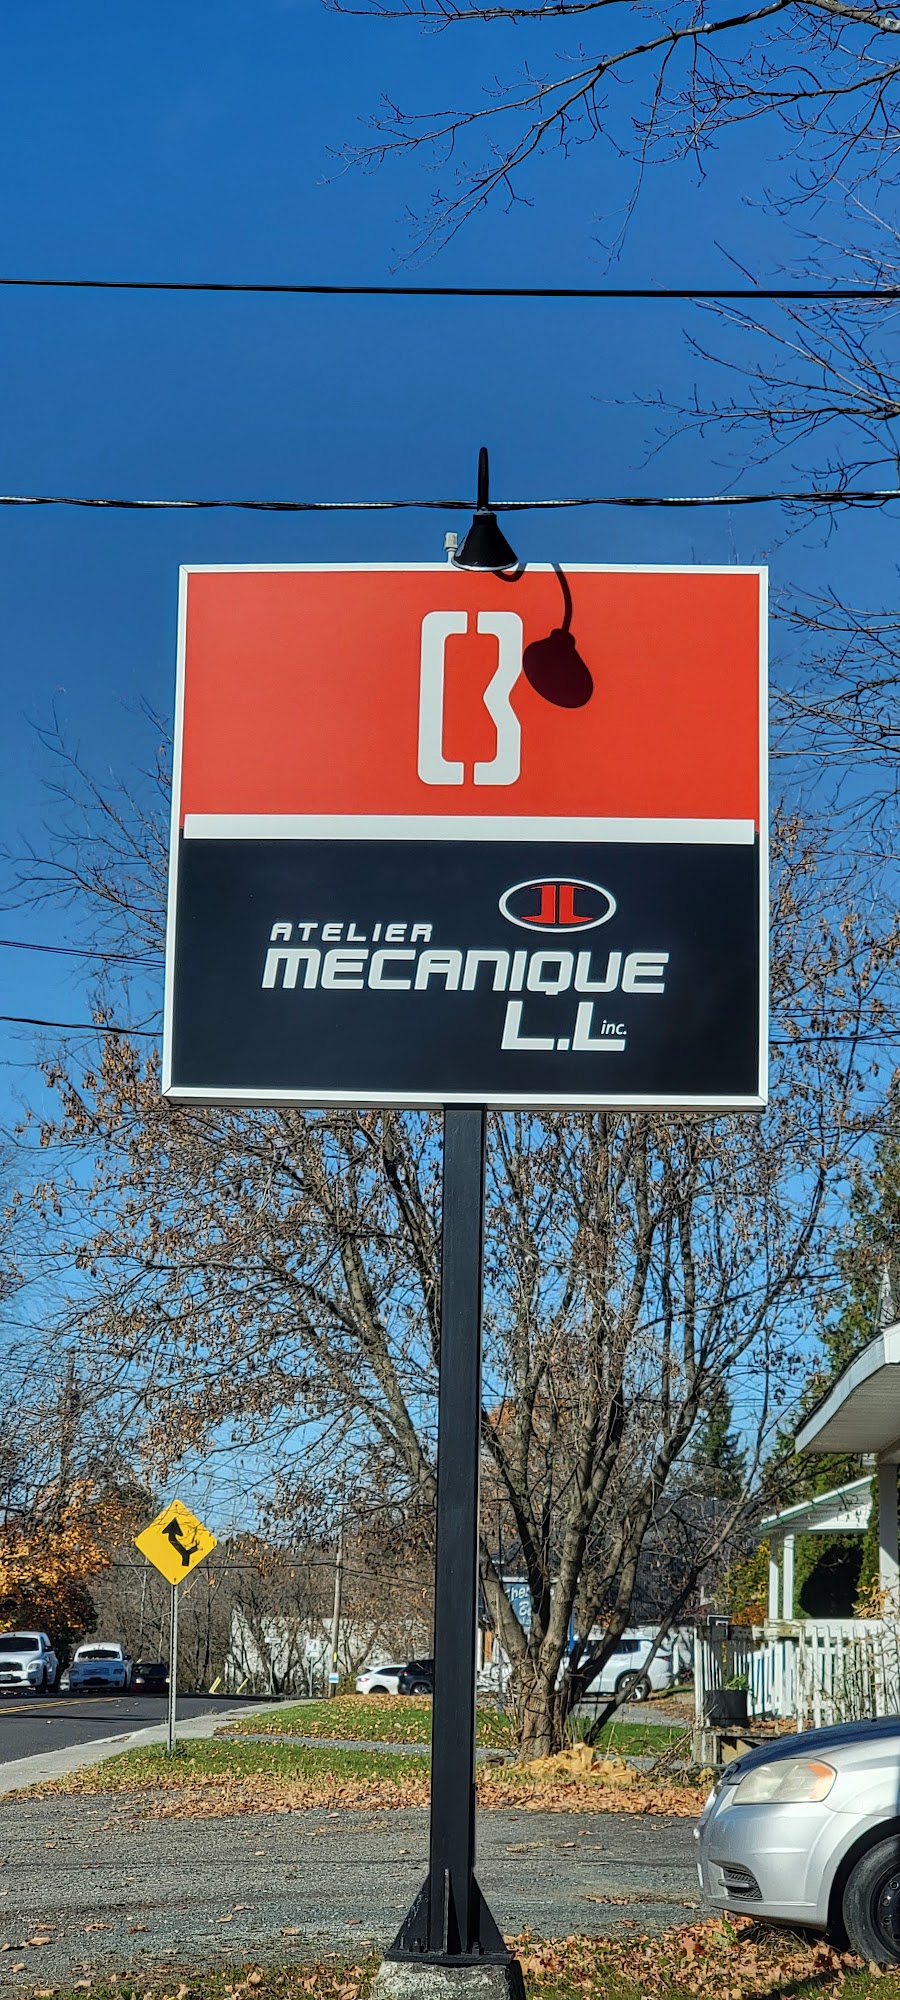 B
ATELIER
MECANIQUE
L.L inc.